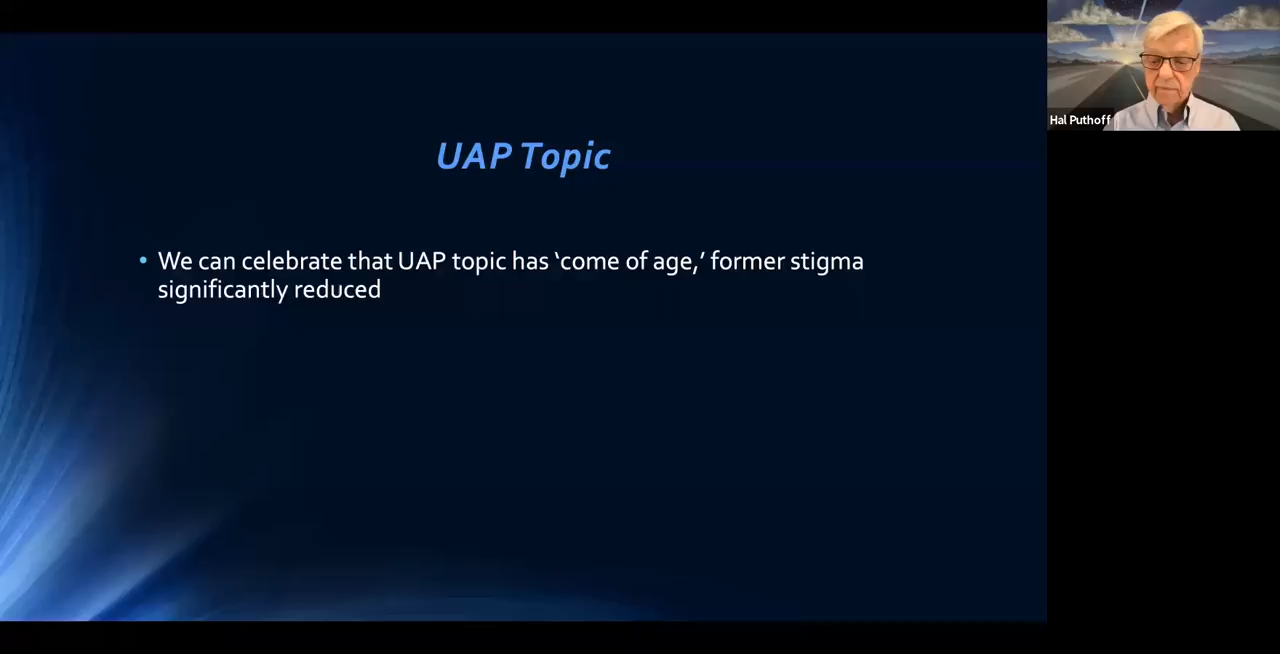 UAP Topic
• We can celebrate that UAP topic has ‘come of age,’ former stigma
significantly reduced
Hal Puthoff